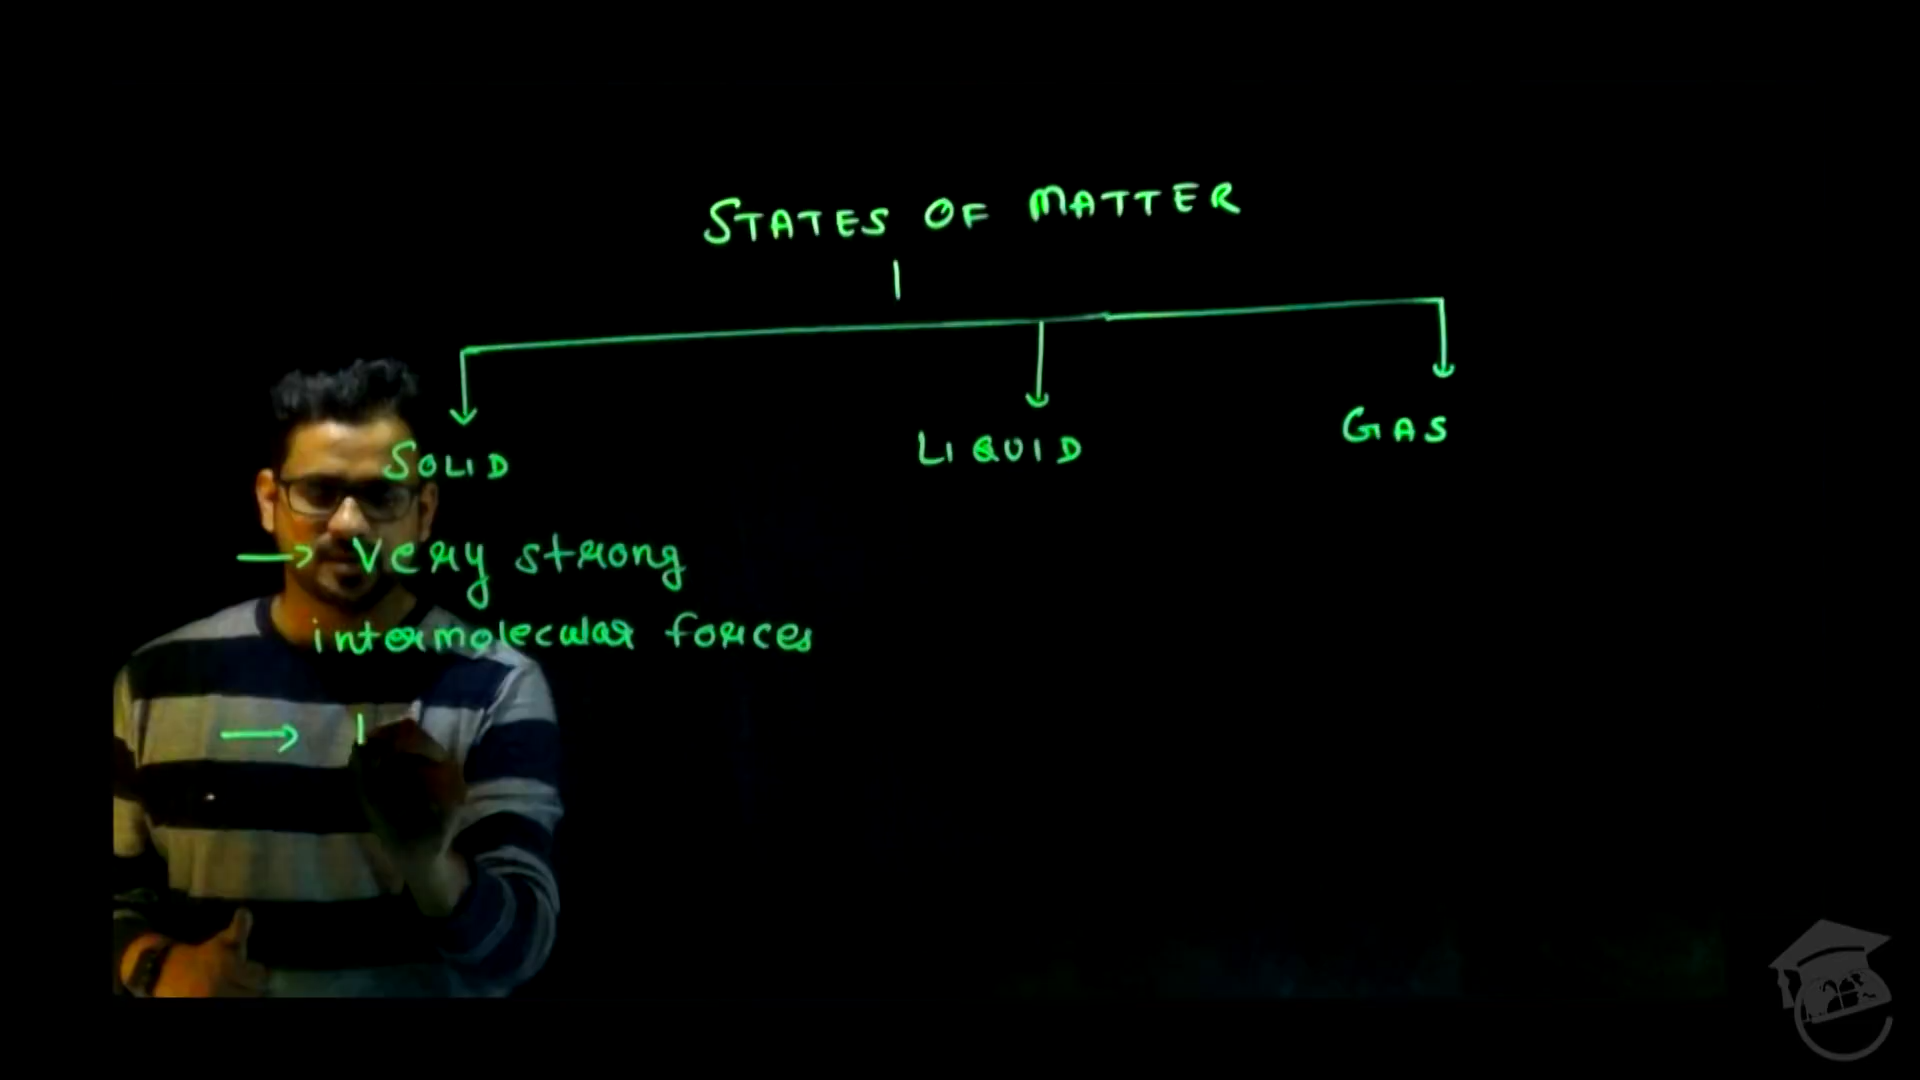 STATES OF MATTER
SOLID
LIQUID
GAS
→ Very strong
intermolecular forces
→